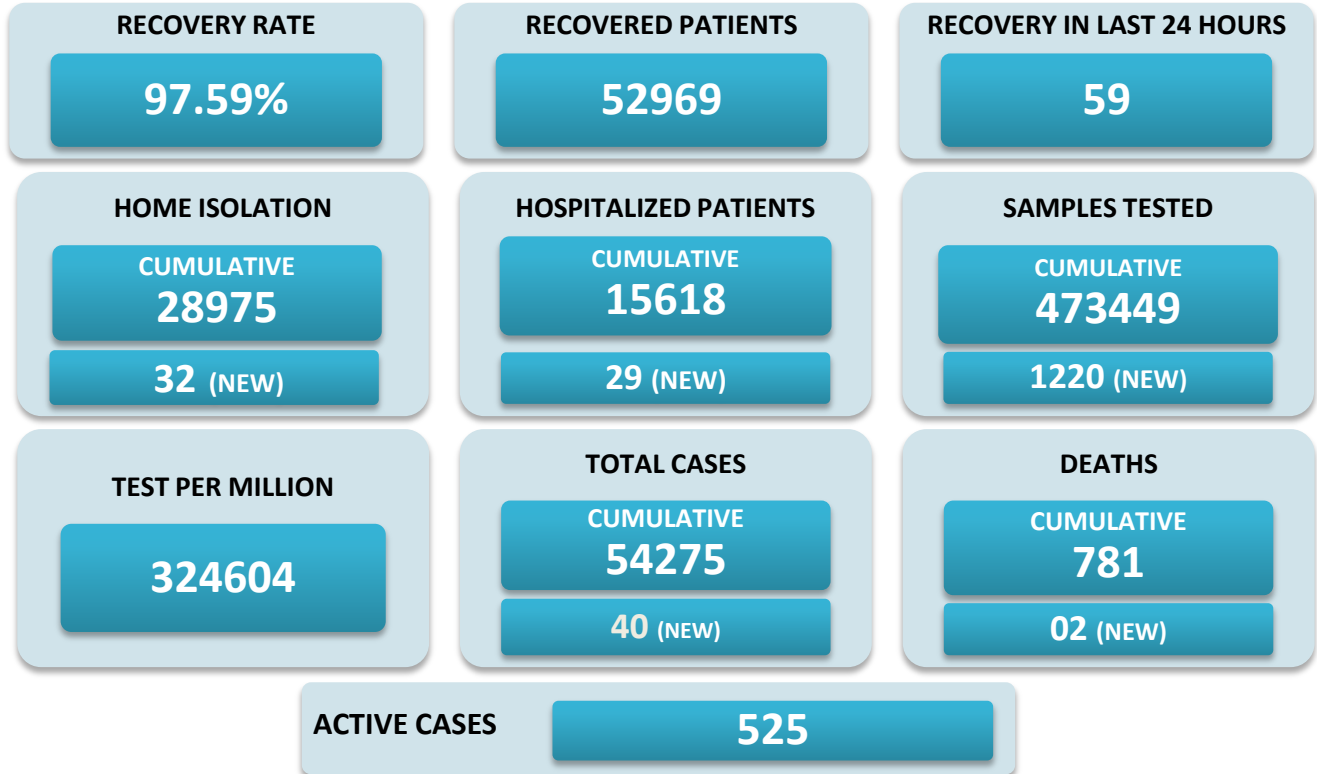 RECOVERY RATE
97.59%
RECOVERED PATIENTS
52969
RECOVERY IN LAST 24 HOURS
59
HOME ISOLATION
CUMULATIVE
28975
32 (NEW)
HOSPITALIZED PATIENTS
CUMULATIVE
15618
29 (NEW)
SAMPLES TESTED
CUMULATIVE
473449
1220 (NEW)
TEST PER MILLION
324604
TOTAL CASES
CUMULATIVE
54275
40 (NEW)
DEATHS
CUMULATIVE
781
02 (NEW)
ACTIVE CASES
525